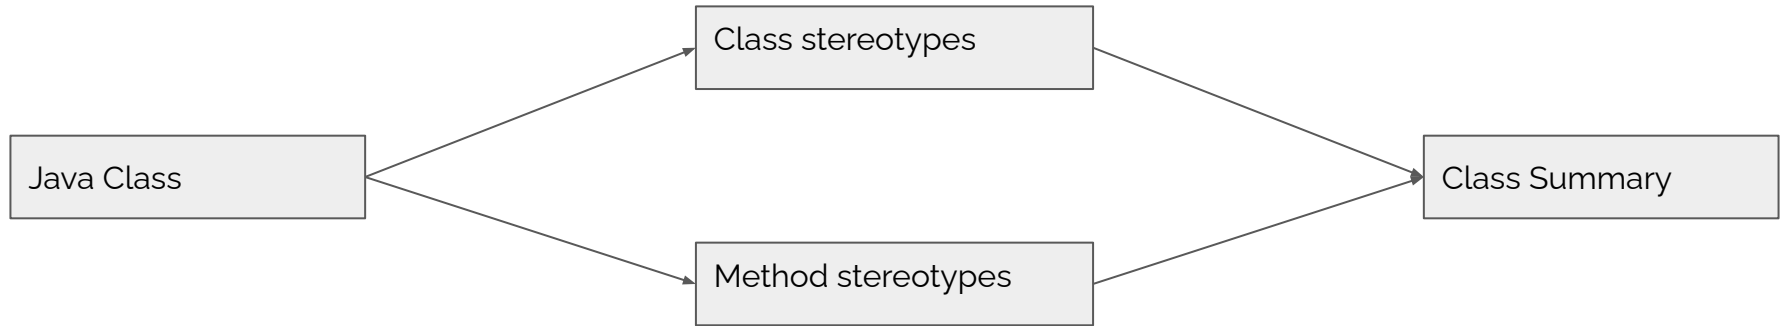 Class stereotypes
Java Class
Class Summary
Method stereotypes